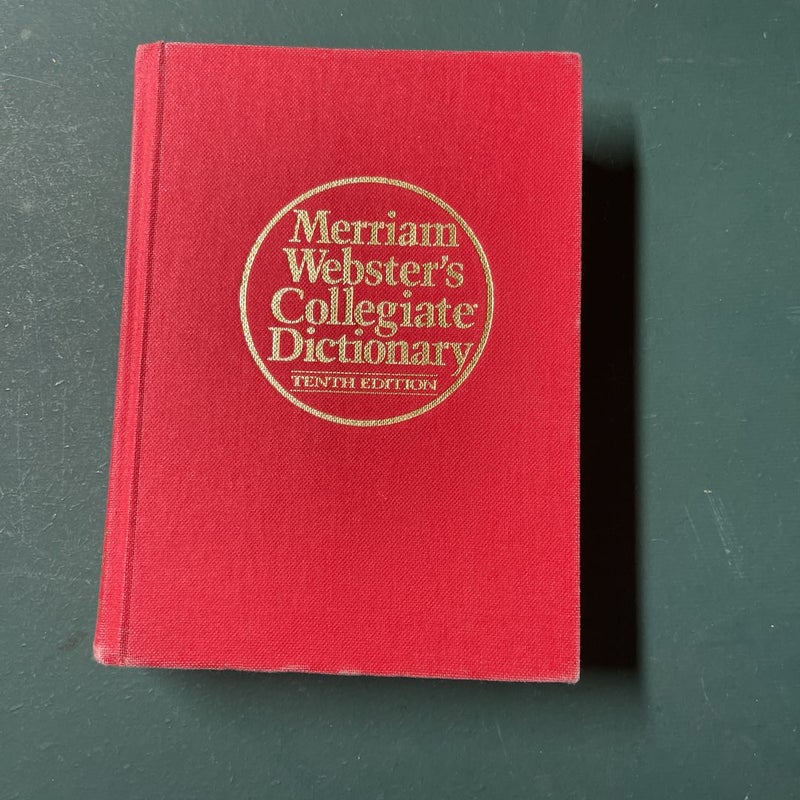 Merriam
Webster's
Collegiate
Dictionary
TENTH EDITION